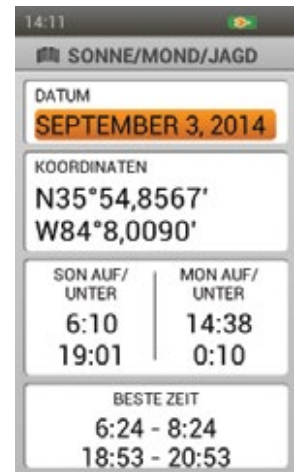 14:11
SONNE/MOND/JAGD
DATUM
SEPTEMBER 3, 2014
KOORDINATEN
N35°54,8567'
W84°8,0090'
SON AUF/
UNTER
6:10
19:01
MON AUF/
UNTER
14:38
0:10
BESTE ZEIT
6:24 - 8:24
18:53 - 20:53